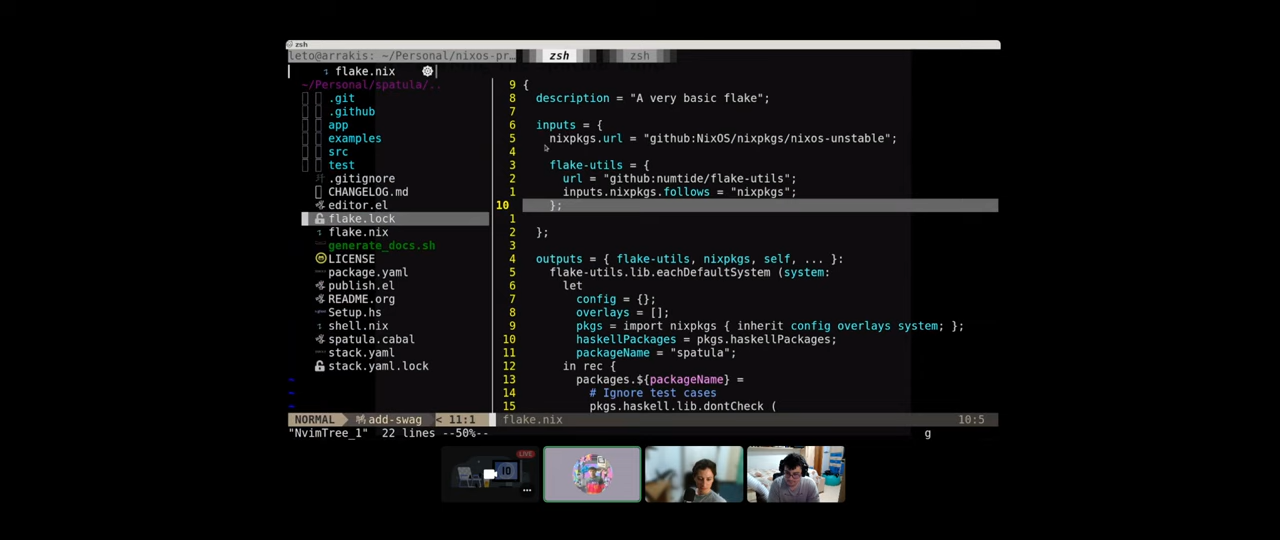 zsh
leto@arrakis: ~/Personal/nixos-pr… zsh zsh
flake.nix
~/Personal/spatula/..
.git
.github
app
examples
src
test
.gitignore
CHANGELOG.md
editor.el
flake.lock
flake.nix
generate_docs.sh
LICENSE
package.yaml
publish.el
README.org
Setup.hs
shell.nix
spatula.cabal
stack.yaml
stack.yaml.lock
9 {
8 description = "A very basic flake";
7
6 inputs = {
5 nixpkgs.url = "github:NixOS/nixpkgs/nixos-unstable";
4
3 flake-utils = {
2 url = "github:numtide/flake-utils";
1 inputs.nixpkgs.follows = "nixpkgs";
10 };
1
2 };
3
4 outputs = { flake-utils, nixpkgs, self, ... }:
5 flake-utils.lib.eachDefaultSystem (system:
6 let
7 config = {};
8 overlays = [];
9 pkgs = import nixpkgs { inherit config overlays system; };
10 haskellPackages = pkgs.haskellPackages;
11 packageName = "spatula";
12 in rec {
13 packages.${packageName} =
14 # Ignore test cases
15 pkgs.haskell.lib.dontCheck (
NORMAL add-swag < 11:1 flake.nix 10:5
"NvimTree_1" 22 lines --50%-- g
LIVE
IO